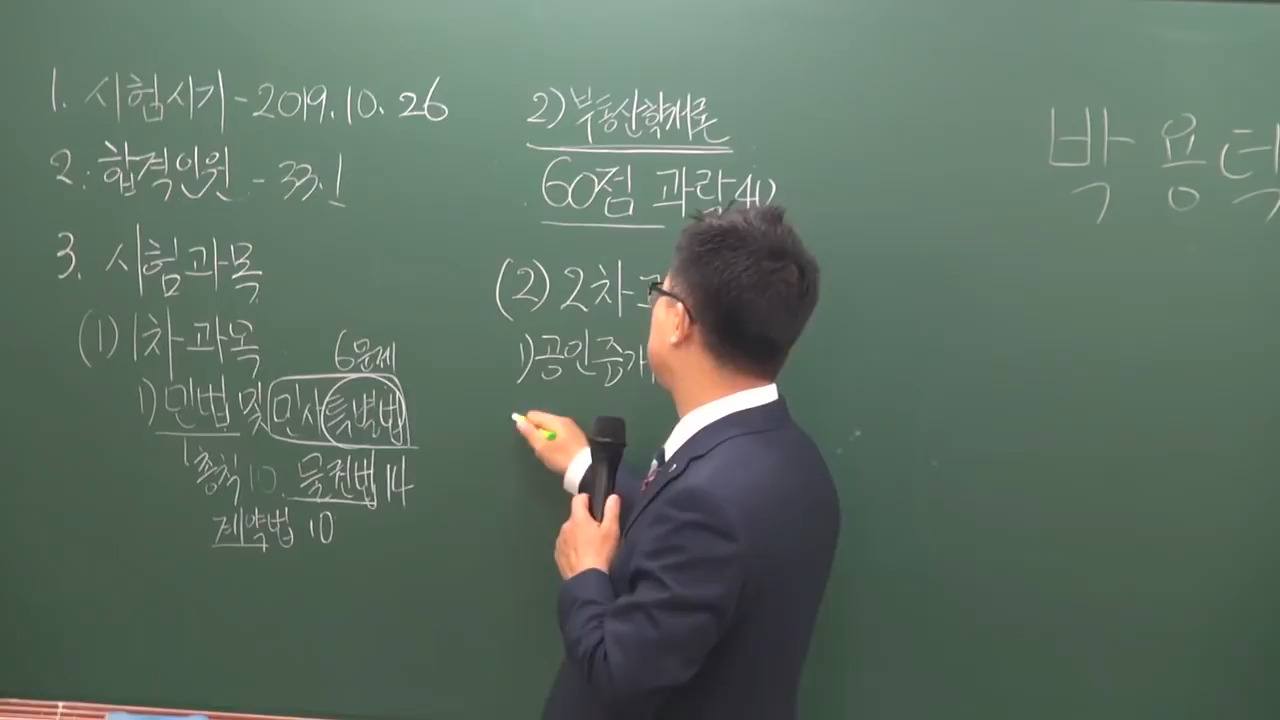 1. 시험시기 - 2019.10.26
2. 합격인원 - 33.1
3. 시험과목
(1) 1차과목
6문제
1) 민법 및 민사특별법
총칙 10. 물권법 14
계약법 10
2) 부동산학개론
60점 과락 40
(2) 2차
1) 공인중개
박용덕